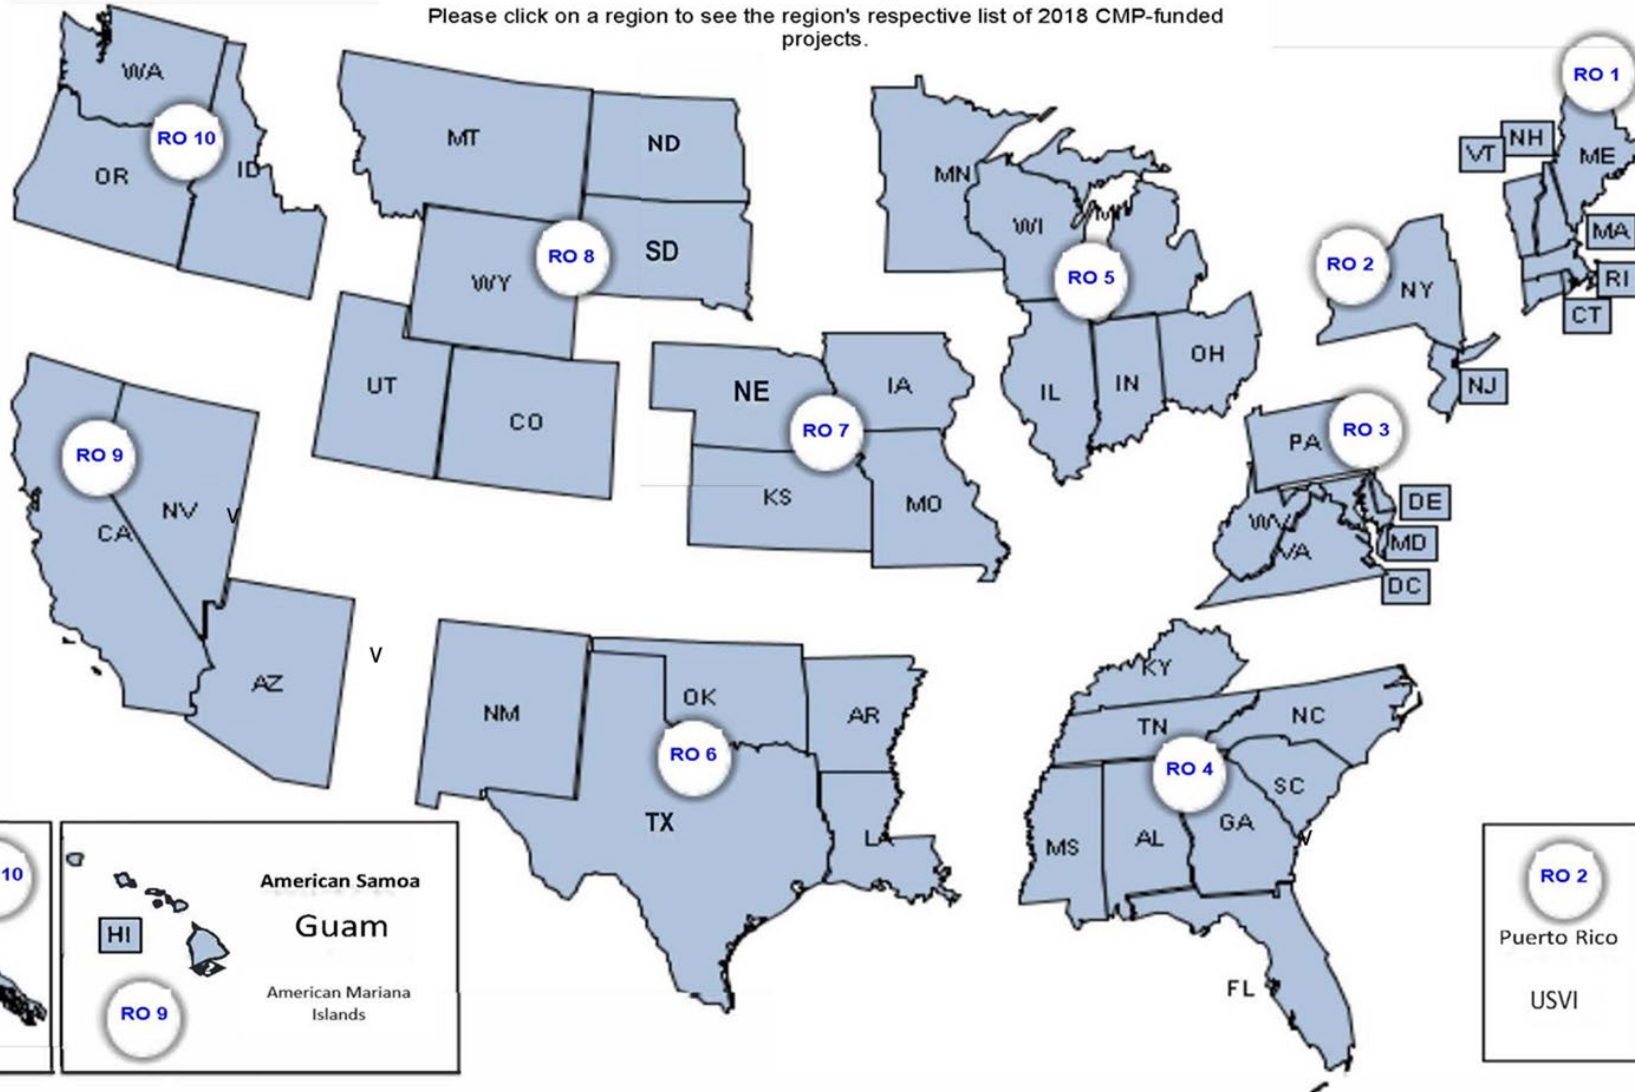 Please click on a region to see the region's respective list of 2018 CMP-funded
projects.
WA
RO 10
OR
ID
MT
ND
RO 8
SD
WY
UT
CO
MN
WI
MI
RO 5
IL
IN
OH
RO 1
NH
VT
ME
MA
RI
CT
RO 2
NY
NJ
RO 9
NV
V
CA
AZ
V
NE
IA
RO 7
KS
MO
RO 3
PA
DE
WV
MD
VA
DC
NM
OK
AR
RO 6
TX
LA
KY
TN
NC
RO 4
SC
GA
V
MS
AL
FL
10
American Samoa
HI
Guam
American Mariana
Islands
RO 9
RO 2
Puerto Rico
USVI